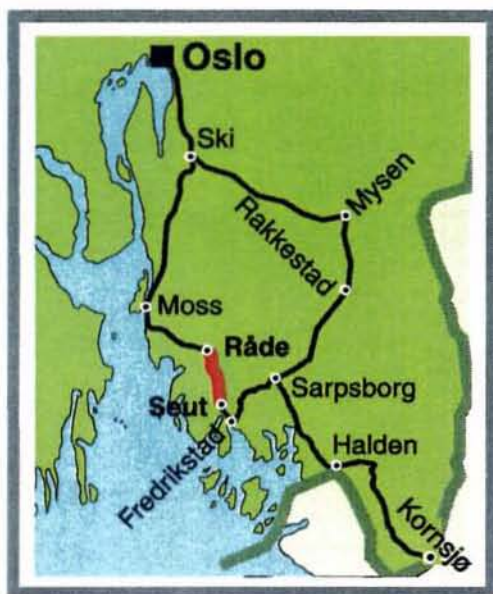 Oslo
Ski
Mysen
Rakkestad
Moss
Råde
Sarpsborg
Seut
Fredrikstad
Halden
Kornsjø